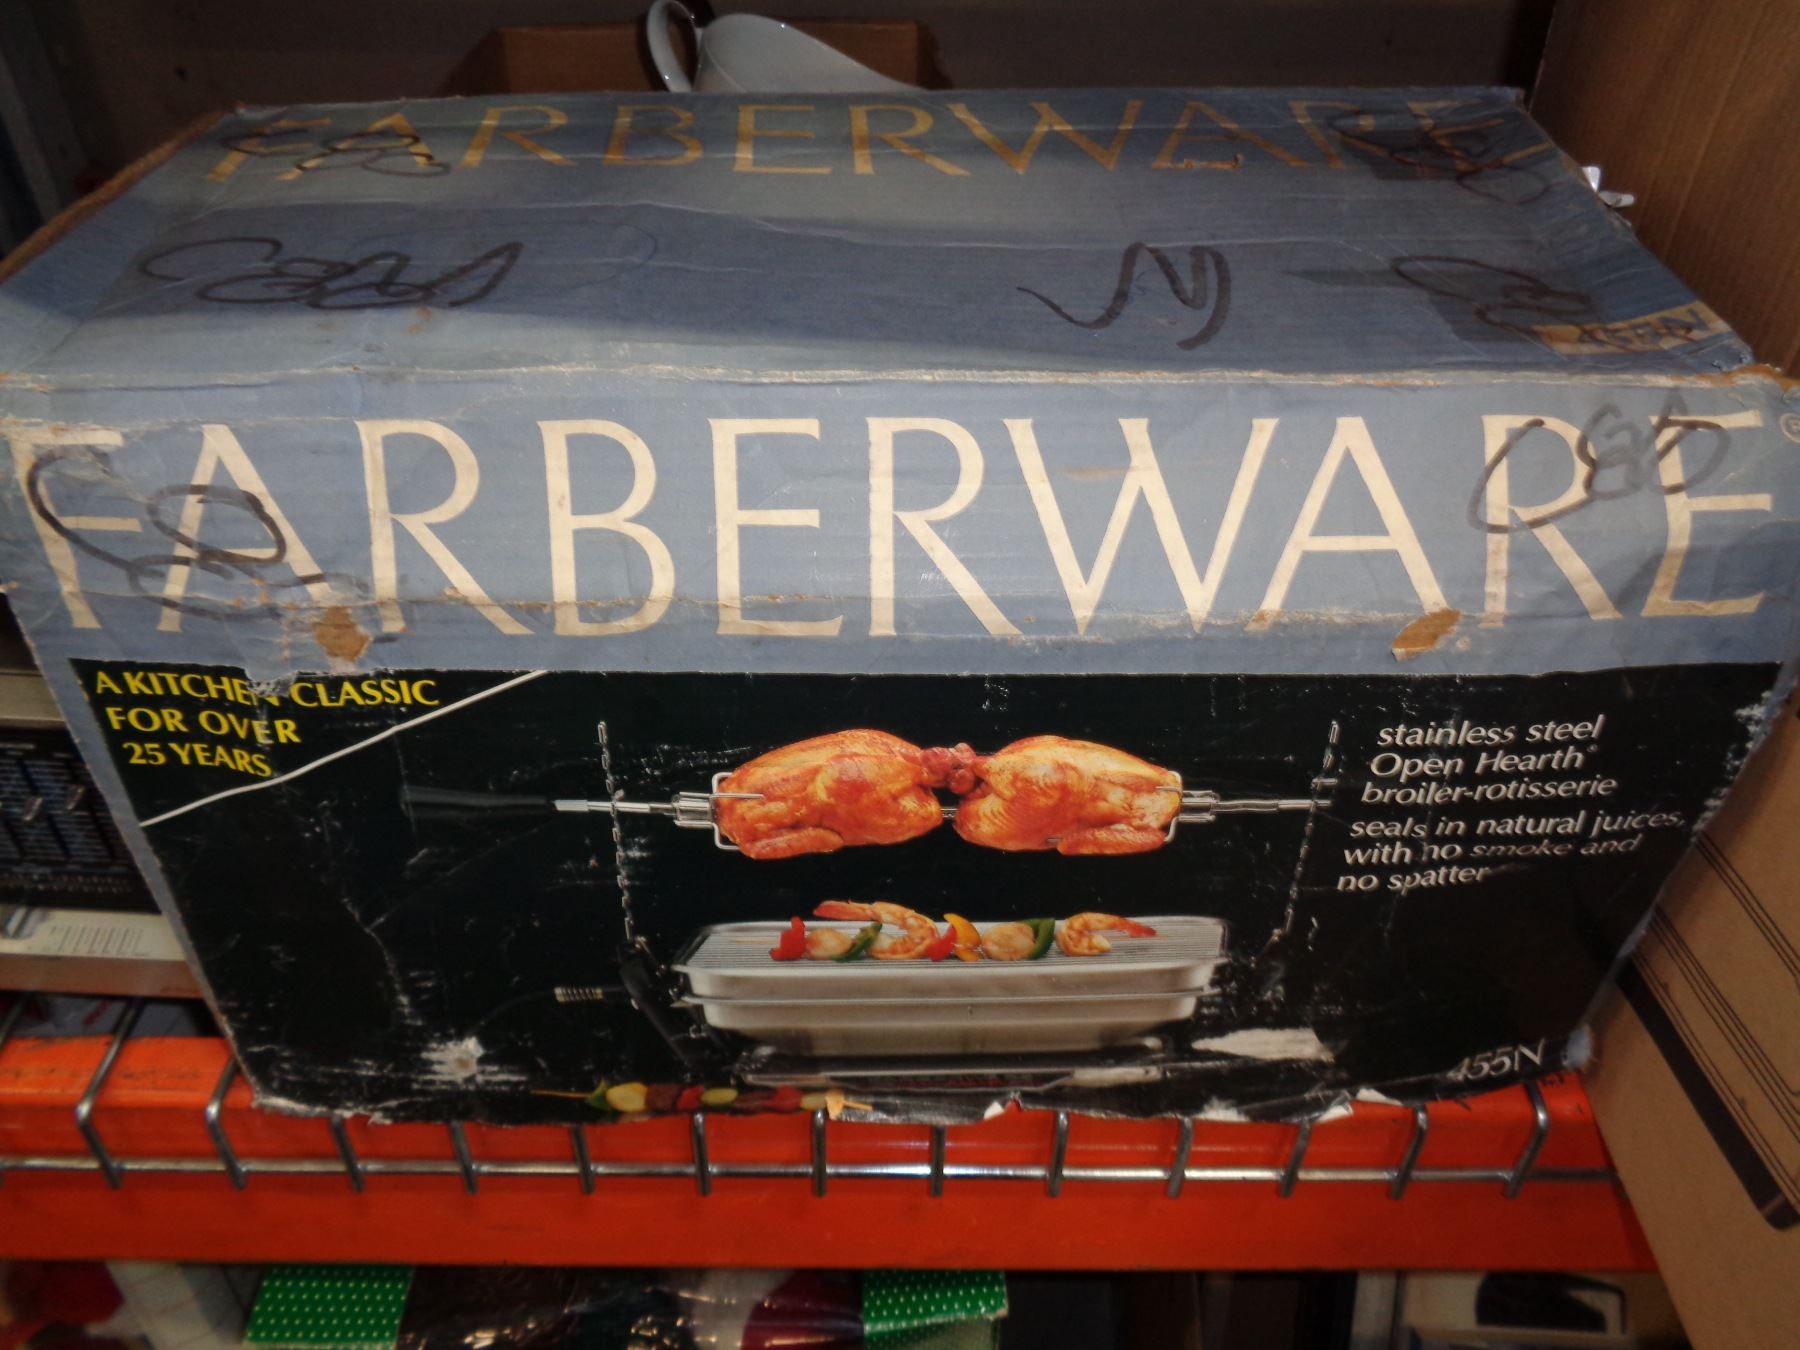 FARBERWARE
FARBERWARE®
A KITCHEN CLASSIC
FOR OVER
25 YEARS
stainless steel
Open Hearth®
broiler-rotisserie
seals in natural juices,
with no smoke and
no spatter
455N